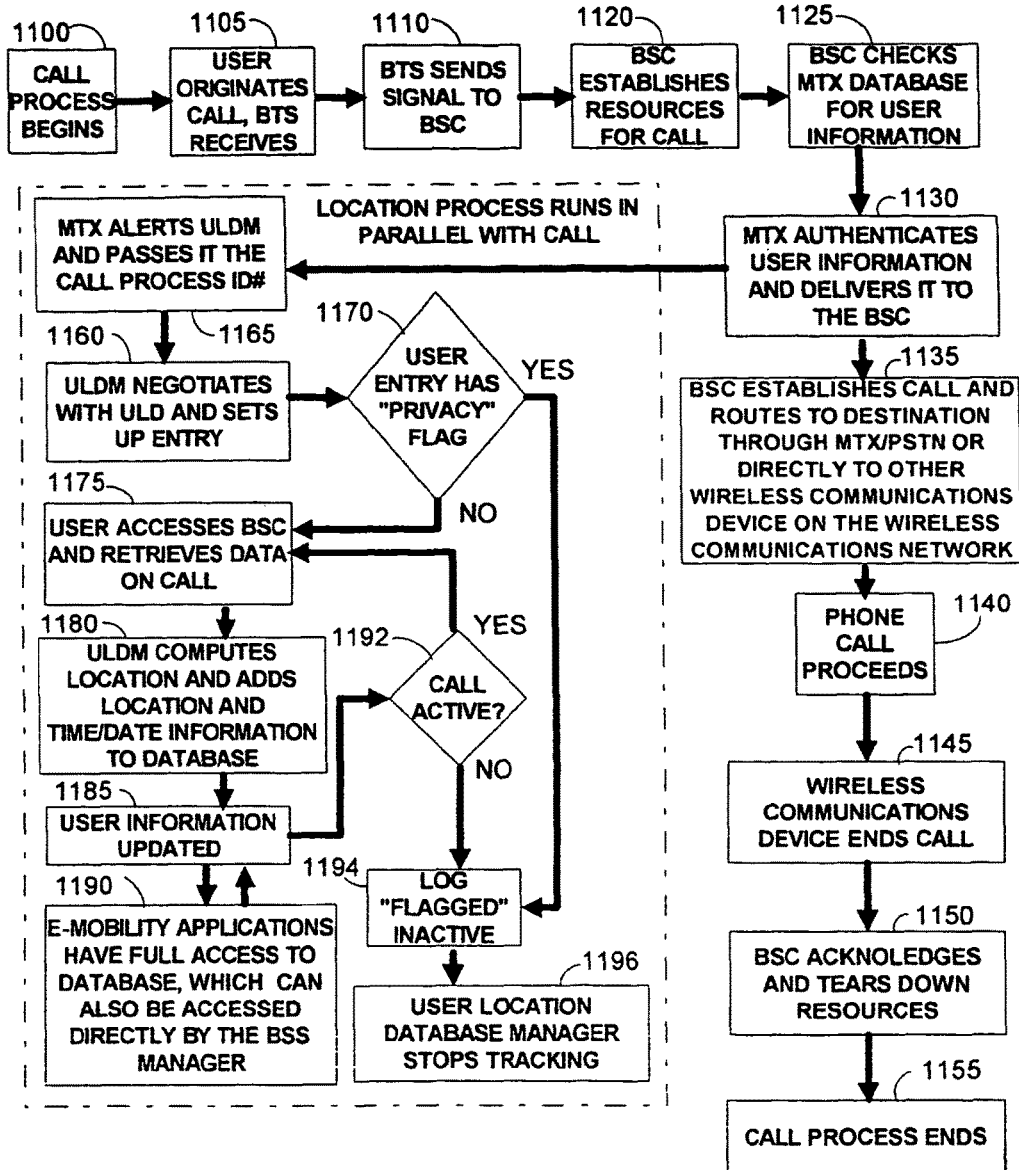 1100
CALL
PROCESS
BEGINS
1105
USER
ORIGINATES
CALL, BTS
RECEIVES
1110
BTS SENDS
SIGNAL TO
BSC
1120
BSC
ESTABLISHES
RESOURCES
FOR CALL
1125
BSC CHECKS
MTX DATABASE
FOR USER
INFORMATION
1130
MTX AUTHENTICATES
USER INFORMATION
AND DELIVERS IT TO
THE BSC
LOCATION PROCESS RUNS IN
PARALLEL WITH CALL
MTX ALERTS ULDM
AND PASSES IT THE
CALL PROCESS ID#
1165
1160
ULDM NEGOTIATES
WITH ULD AND SETS
UP ENTRY
1170
USER
ENTRY HAS
"PRIVACY"
FLAG
YES
NO
1175
USER ACCESSES BSC
AND RETRIEVES DATA
ON CALL
1180
ULDM COMPUTES
LOCATION AND ADDS
LOCATION AND
TIME/DATE INFORMATION
TO DATABASE
1185
USER INFORMATION
UPDATED
1190
E-MOBILITY APPLICATIONS
HAVE FULL ACCESS TO
DATABASE, WHICH CAN
ALSO BE ACCESSED
DIRECTLY BY THE BSS
MANAGER
1192
CALL
ACTIVE?
YES
NO
1194
LOG
"FLAGGED"
INACTIVE
1196
USER LOCATION
DATABASE MANAGER
STOPS TRACKING
1135
BSC ESTABLISHES CALL AND
ROUTES TO DESTINATION
THROUGH MTX/PSTN OR
DIRECTLY TO OTHER
WIRELESS COMMUNICATIONS
DEVICE ON THE WIRELESS
COMMUNICATIONS NETWORK
1140
PHONE
CALL
PROCEEDS
1145
WIRELESS
COMMUNICATIONS
DEVICE ENDS CALL
1150
BSC ACKNOLEDGES
AND TEARS DOWN
RESOURCES
1155
CALL PROCESS ENDS